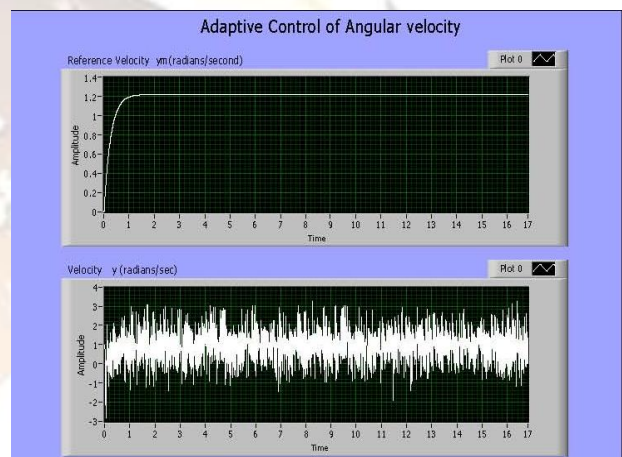 Adaptive Control of Angular velocity
Reference Velocity ym(radians/second)
Plot 0
1.4
1.2
1
0.8
0.6
0.4
0.2
0
Amplitude
0 1 2 3 4 5 6 7 8 9 10 11 12 13 14 15 16 17
Time
Velocity y (radians/sec)
Plot 0
4
3
2
1
0
-1
-2
-3
Amplitude
0 1 2 3 4 5 6 7 8 9 10 11 12 13 14 15 16 17
Time